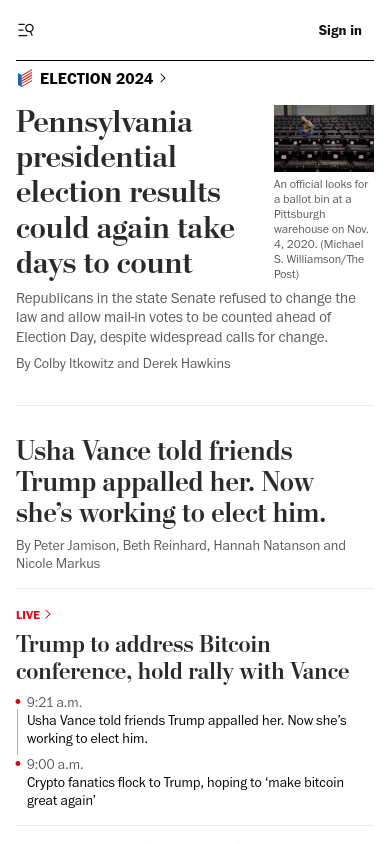 Sign in
ELECTION 2024
Pennsylvania
presidential
election results
could again take
days to count
An official looks for
a ballot bin at a
Pittsburgh
warehouse on Nov.
4, 2020. (Michael
S. Williamson/The
Post)
Republicans in the state Senate refused to change the
law and allow mail-in votes to be counted ahead of
Election Day, despite widespread calls for change.
By Colby Itkowitz and Derek Hawkins
Usha Vance told friends
Trump appalled her. Now
she’s working to elect him.
By Peter Jamison, Beth Reinhard, Hannah Natanson and
Nicole Markus
LIVE
Trump to address Bitcoin
conference, hold rally with Vance
9:21 a.m.
Usha Vance told friends Trump appalled her. Now she’s
working to elect him.
9:00 a.m.
Crypto fanatics flock to Trump, hoping to ‘make bitcoin
great again’